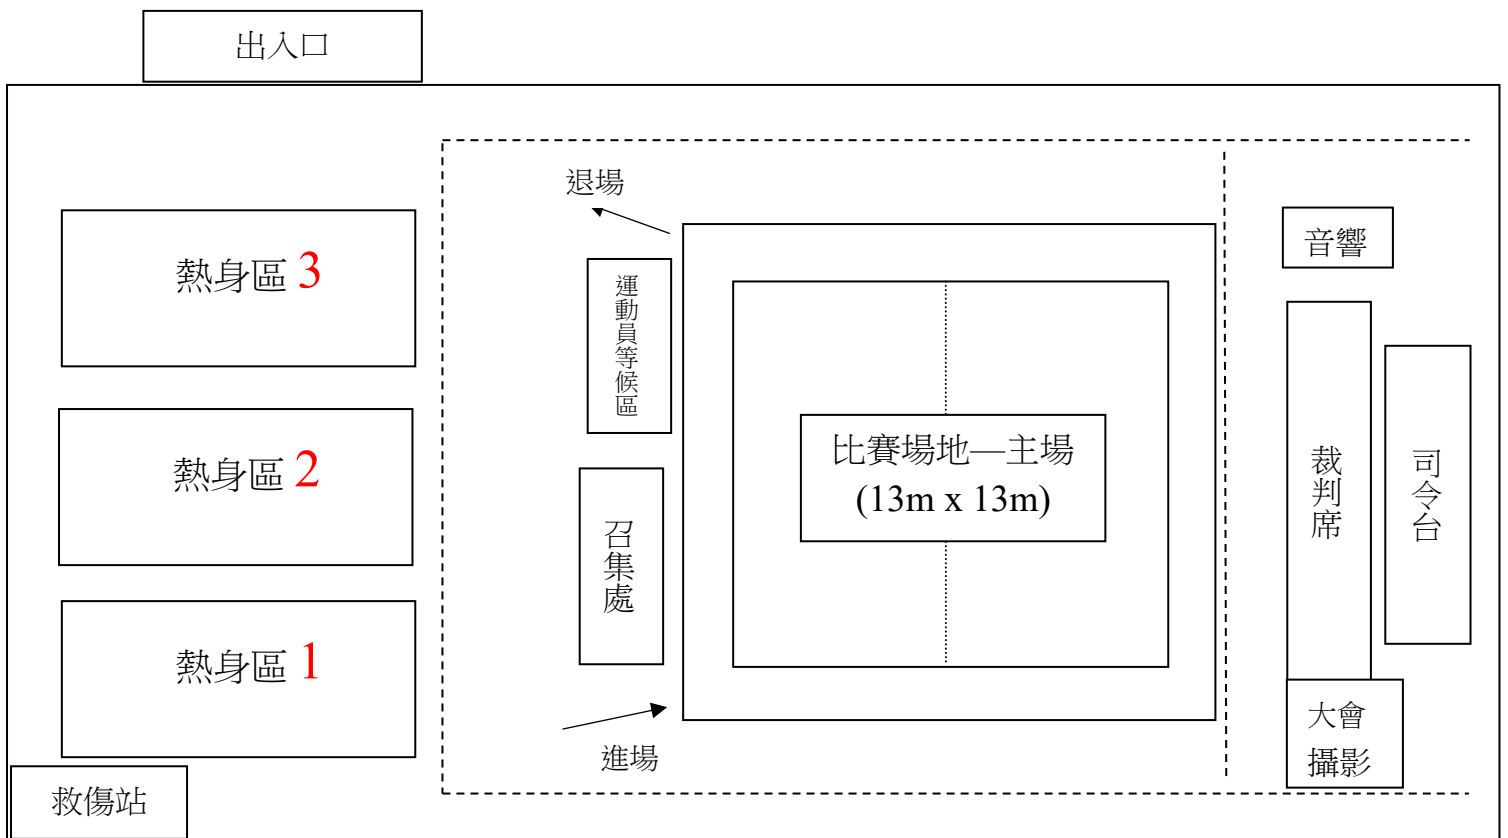 出入口
退場
熱身區 3
運動員等候區
音響
熱身區 2
比賽場地—主場
(13m x 13m)
裁判席
司令台
召集處
熱身區 1
進場
大會
攝影
救傷站